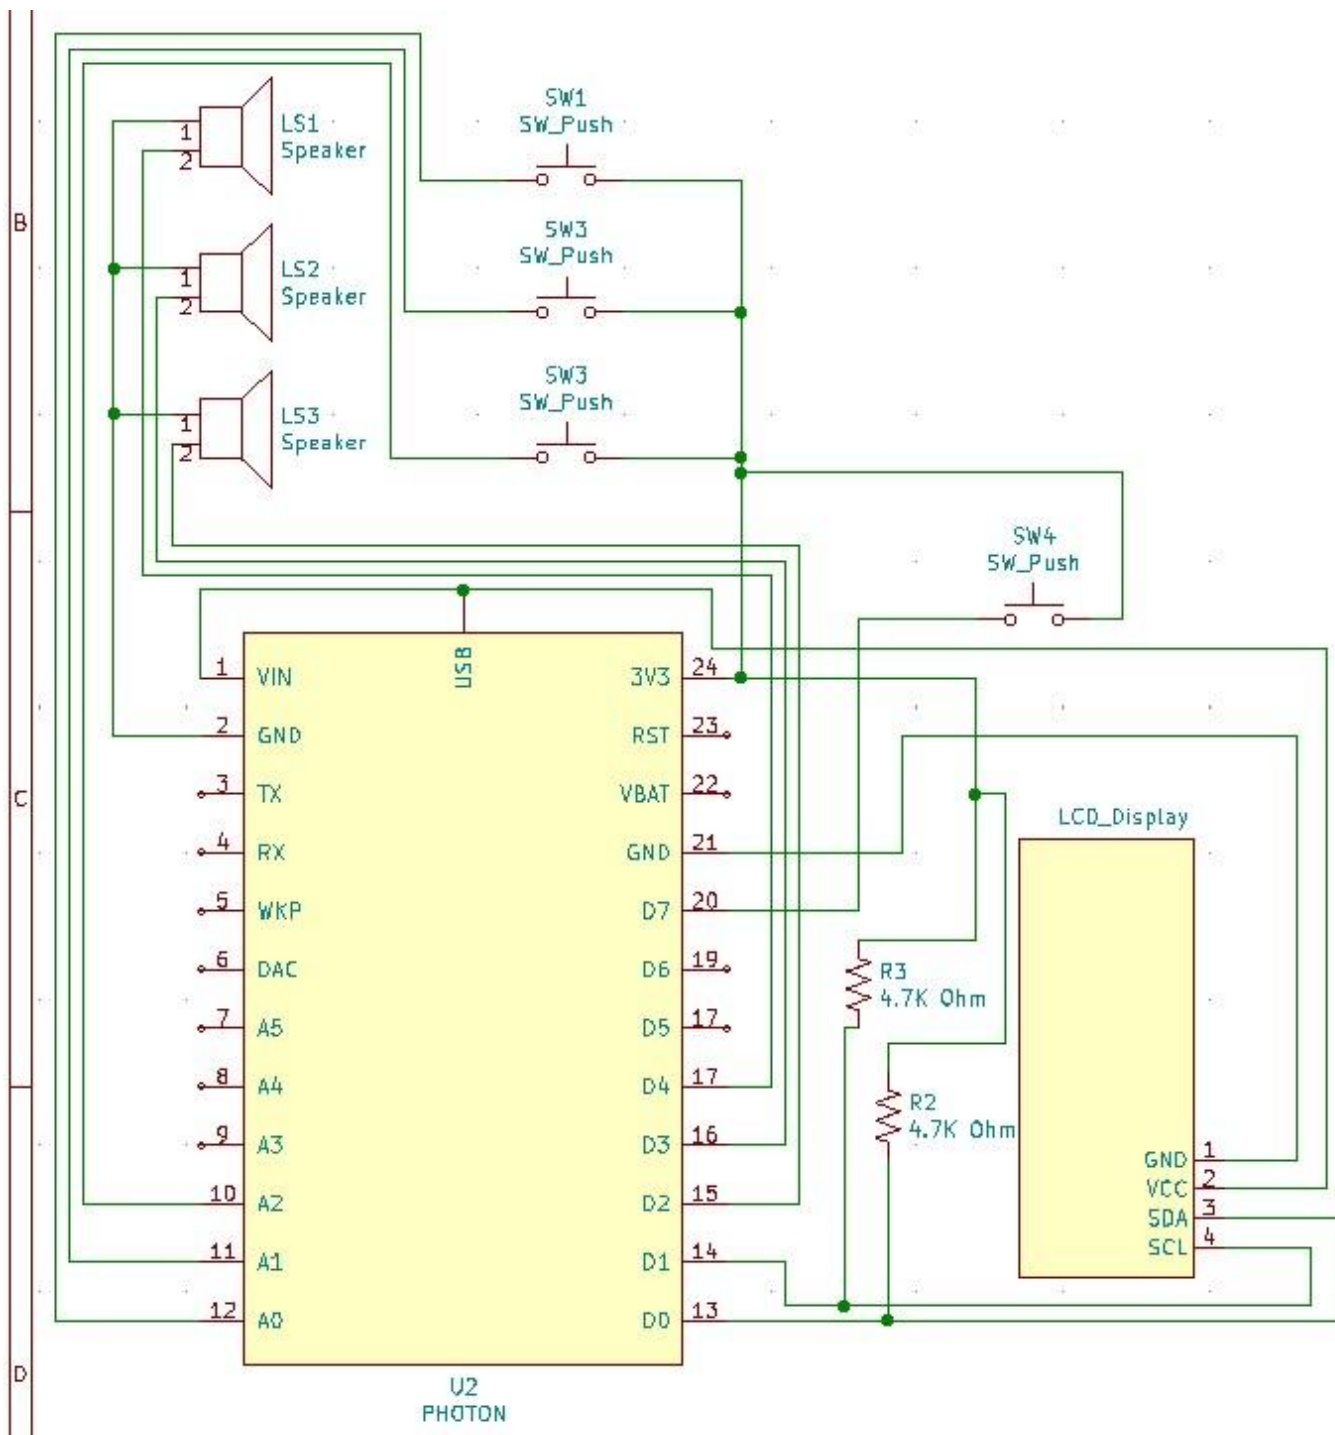 B
C
D
1
2
LS1
Speaker
1
2
LS2
Speaker
1
2
LS3
Speaker
SW1
SW_Push
SW3
SW_Push
SW3
SW_Push
SW4
SW_Push
USB
1 VIN
2 GND
3 TX
4 RX
5 WKP
6 DAC
7 A5
8 A4
9 A3
10 A2
11 A1
12 A0
3V3 24
RST 23
VBAT 22
GND 21
D7 20
D6 19
D5 17
D4 17
D3 16
D2 15
D1 14
D0 13
U2
PHOTON
R3
4.7K Ohm
R2
4.7K Ohm
LCD_Display
GND 1
VCC 2
SDA 3
SCL 4